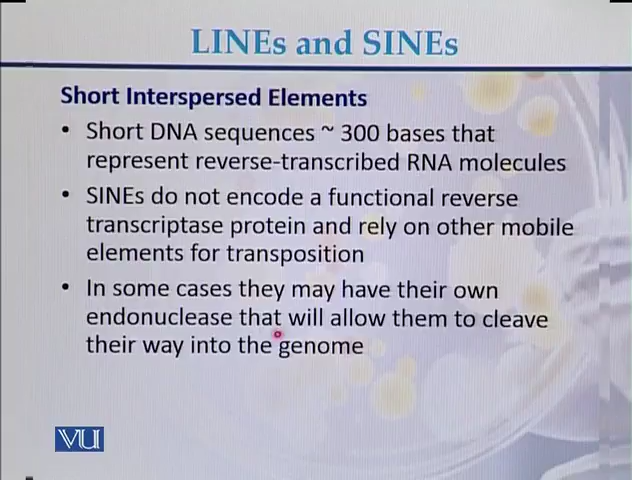 LINEs and SINEs
Short Interspersed Elements
• Short DNA sequences ~ 300 bases that
represent reverse-transcribed RNA molecules
• SINEs do not encode a functional reverse
transcriptase protein and rely on other mobile
elements for transposition
• In some cases they may have their own
endonuclease that will allow them to cleave
their way into the genome
VU